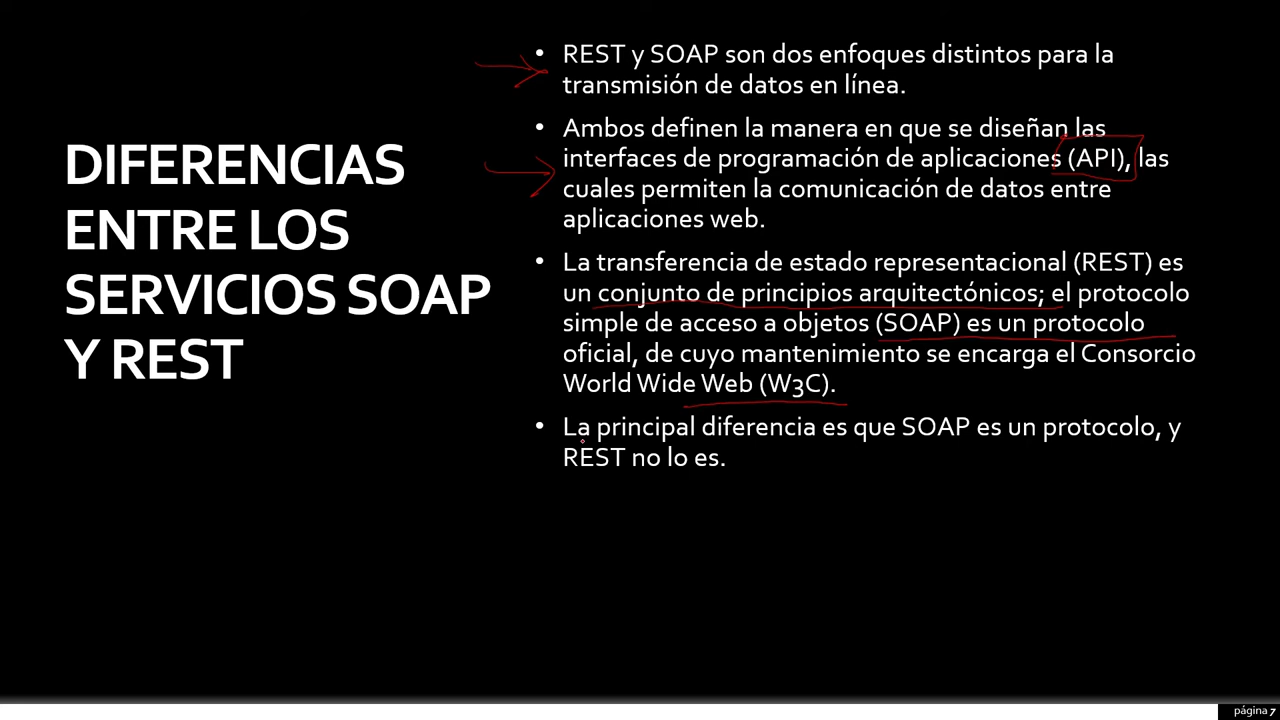 DIFERENCIAS
ENTRE LOS
SERVICIOS SOAP
Y REST
• REST y SOAP son dos enfoques distintos para la
transmisión de datos en línea.
• Ambos definen la manera en que se diseñan las
interfaces de programación de aplicaciones (API), las
cuales permiten la comunicación de datos entre
aplicaciones web.
• La transferencia de estado representacional (REST) es
un conjunto de principios arquitectónicos; el protocolo
simple de acceso a objetos (SOAP) es un protocolo
oficial, de cuyo mantenimiento se encarga el Consorcio
World Wide Web (W3C).
• La principal diferencia es que SOAP es un protocolo, y
REST no lo es.
página 7